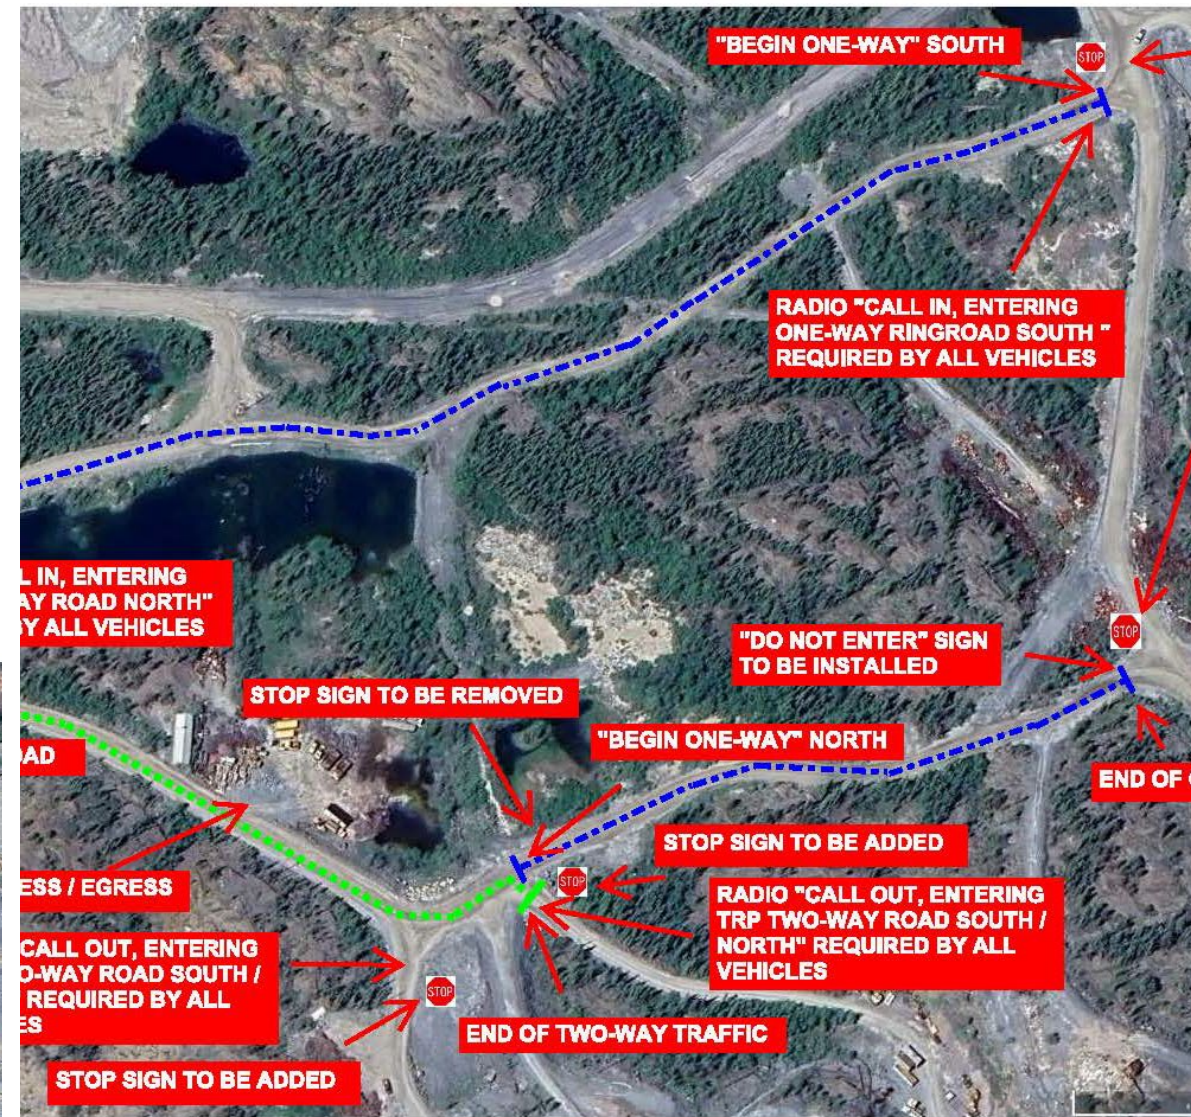 "BEGIN ONE-WAY" SOUTH
STOP
RADIO "CALL IN, ENTERING
ONE-WAY RINGROAD SOUTH "
REQUIRED BY ALL VEHICLES
L IN, ENTERING
AY ROAD NORTH"
BY ALL VEHICLES
STOP
"DO NOT ENTER" SIGN
TO BE INSTALLED
STOP SIGN TO BE REMOVED
"BEGIN ONE-WAY" NORTH
OAD
END OF
STOP SIGN TO BE ADDED
STOP
ESS / EGRESS
RADIO "CALL OUT, ENTERING
TRP TWO-WAY ROAD SOUTH /
NORTH" REQUIRED BY ALL
VEHICLES
CALL OUT, ENTERING
O-WAY ROAD SOUTH /
REQUIRED BY ALL
ES
STOP
END OF TWO-WAY TRAFFIC
STOP SIGN TO BE ADDED